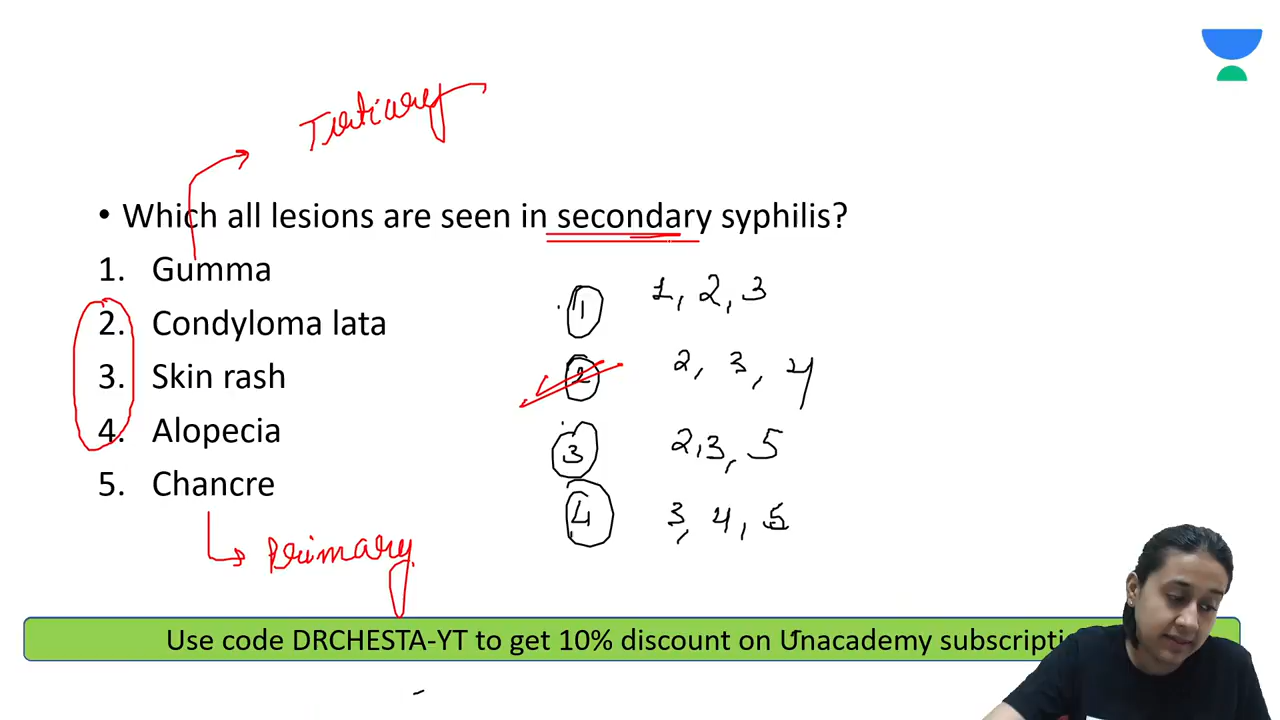 Tertiary
• Which all lesions are seen in secondary syphilis?
1. Gumma
2. Condyloma lata
3. Skin rash
4. Alopecia
5. Chancre
1 1, 2, 3
2 2, 3, 4
3 2, 3, 5
4 3, 4, 5
Primary
Use code DRCHESTA-YT to get 10% discount on Unacademy